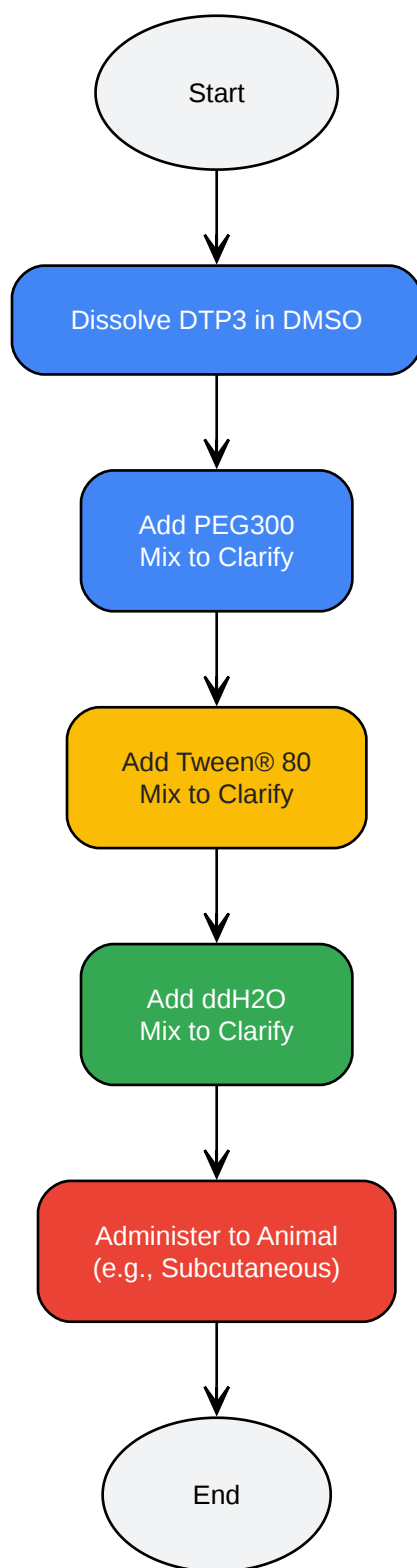 Start
Dissolve DTP3 in DMSO
Add PEG300
Mix to Clarify
Add Tween® 80
Mix to Clarify
Add ddH2O
Mix to Clarify
Administer to Animal
(e.g., Subcutaneous)
End